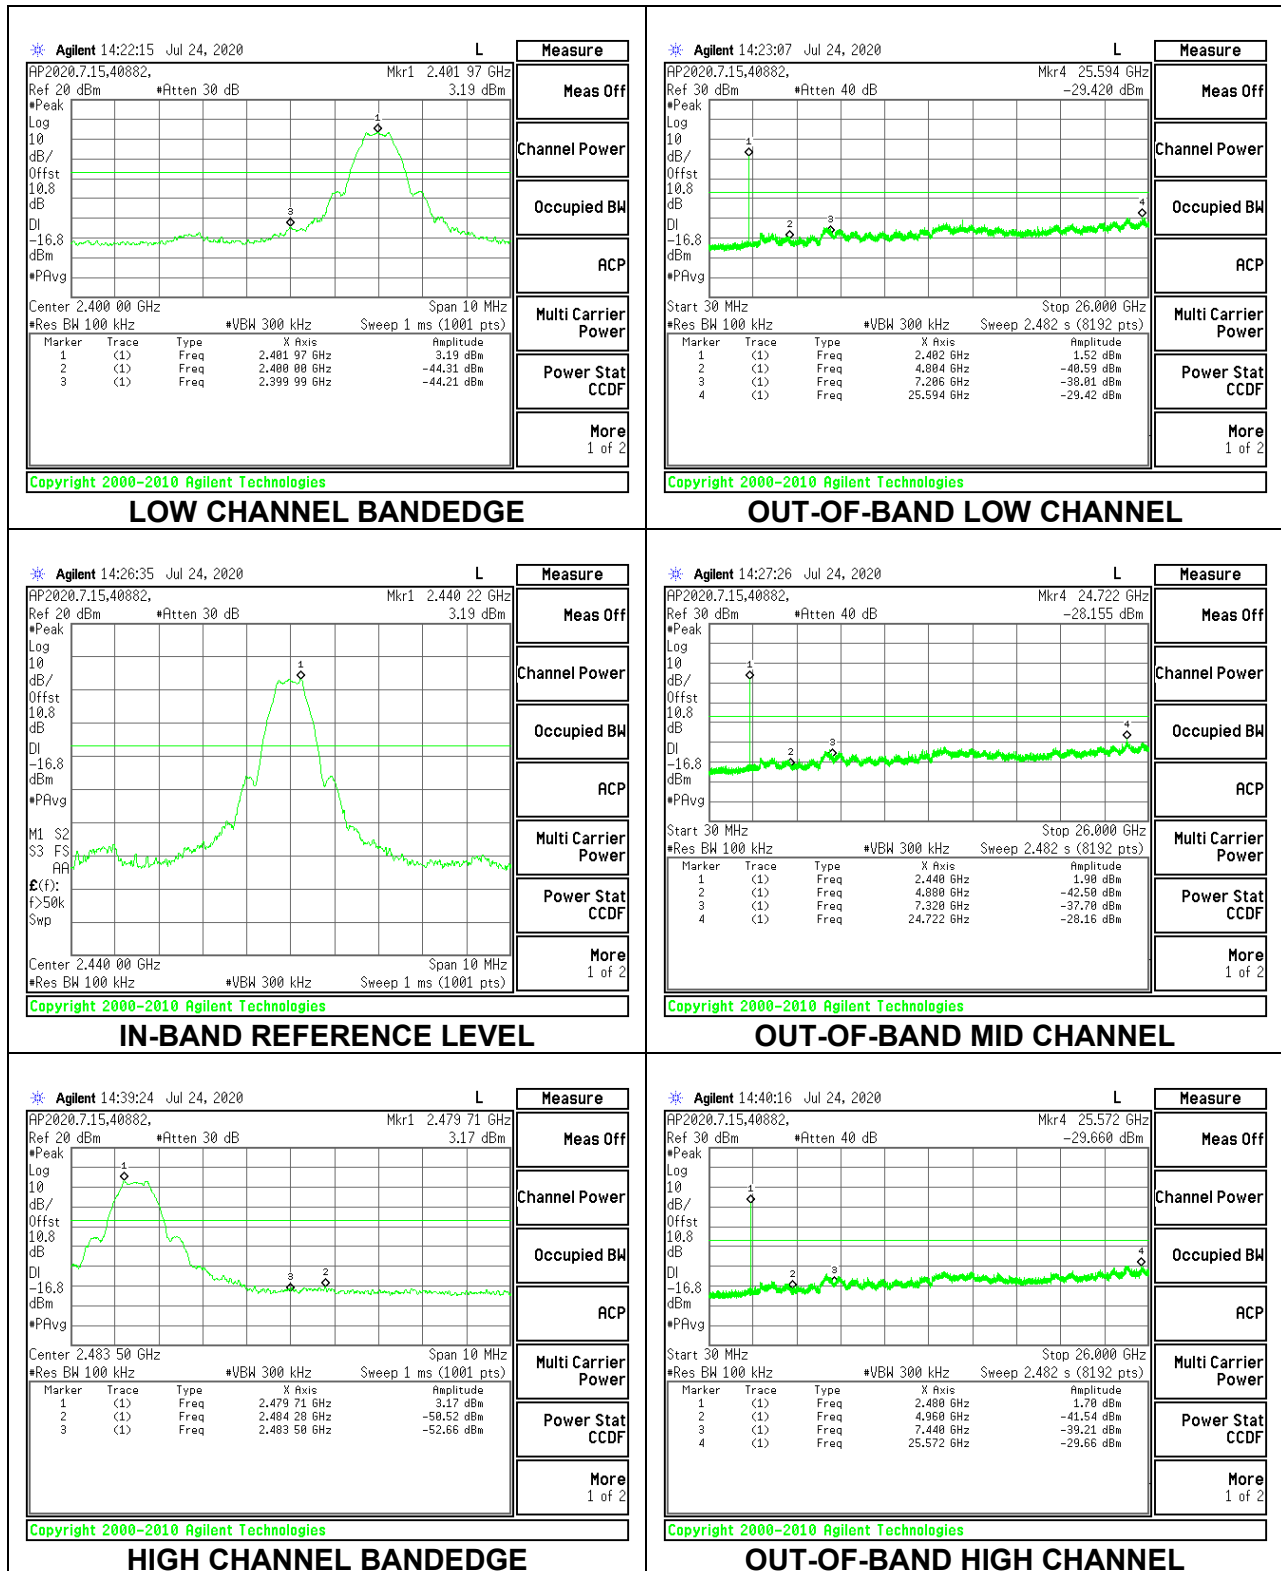 Agilent 14:22:15 Jul 24, 2020 L
AP2020.7.15,40882, Mkr1 2.401 97 GHz
Ref 20 dBm #Atten 30 dB 3.19 dBm
#Peak
Log
10
dB/
Offst
10.8
dB
DI
-16.8
dBm
#PAvg
1
3
Center 2.400 00 GHz Span 10 MHz
#Res BW 100 kHz #VBW 300 kHz Sweep 1 ms (1001 pts)
Marker Trace Type X Axis Amplitude
1 (1) Freq 2.401 97 GHz 3.19 dBm
2 (1) Freq 2.400 00 GHz -44.31 dBm
3 (1) Freq 2.399 99 GHz -44.21 dBm
Measure
Meas Off
Channel Power
Occupied BW
ACP
Multi Carrier
Power
Power Stat
CCDF
More
1 of 2
Copyright 2000-2010 Agilent Technologies
LOW CHANNEL BANDEDGE
Agilent 14:23:07 Jul 24, 2020 L
AP2020.7.15,40882, Mkr4 25.594 GHz
Ref 30 dBm #Atten 40 dB -29.420 dBm
#Peak
Log
10
dB/
Offst
10.8
dB
DI
-16.8
dBm
#PAvg
1
2
3
4
Start 30 MHz Stop 26.000 GHz
#Res BW 100 kHz #VBW 300 kHz Sweep 2.482 s (8192 pts)
Marker Trace Type X Axis Amplitude
1 (1) Freq 2.402 GHz 1.52 dBm
2 (1) Freq 4.804 GHz -40.59 dBm
3 (1) Freq 7.206 GHz -38.01 dBm
4 (1) Freq 25.594 GHz -29.42 dBm
Measure
Meas Off
Channel Power
Occupied BW
ACP
Multi Carrier
Power
Power Stat
CCDF
More
1 of 2
Copyright 2000-2010 Agilent Technologies
OUT-OF-BAND LOW CHANNEL
Agilent 14:26:35 Jul 24, 2020 L
AP2020.7.15,40882, Mkr1 2.440 22 GHz
Ref 20 dBm #Atten 30 dB 3.19 dBm
#Peak
Log
10
dB/
Offst
10.8
dB
DI
-16.8
dBm
#PAvg
M1 S2
S3 FS
AA
£(f):
f>50k
Swp
1
Center 2.440 00 GHz Span 10 MHz
#Res BW 100 kHz #VBW 300 kHz Sweep 1 ms (1001 pts)
Measure
Meas Off
Channel Power
Occupied BW
ACP
Multi Carrier
Power
Power Stat
CCDF
More
1 of 2
Copyright 2000-2010 Agilent Technologies
IN-BAND REFERENCE LEVEL
Agilent 14:27:26 Jul 24, 2020 L
AP2020.7.15,40882, Mkr4 24.722 GHz
Ref 30 dBm #Atten 40 dB -28.155 dBm
#Peak
Log
10
dB/
Offst
10.8
dB
DI
-16.8
dBm
#PAvg
1
2
3
4
Start 30 MHz Stop 26.000 GHz
#Res BW 100 kHz #VBW 300 kHz Sweep 2.482 s (8192 pts)
Marker Trace Type X Axis Amplitude
1 (1) Freq 2.440 GHz 1.90 dBm
2 (1) Freq 4.880 GHz -42.50 dBm
3 (1) Freq 7.320 GHz -37.70 dBm
4 (1) Freq 24.722 GHz -28.16 dBm
Measure
Meas Off
Channel Power
Occupied BW
ACP
Multi Carrier
Power
Power Stat
CCDF
More
1 of 2
Copyright 2000-2010 Agilent Technologies
OUT-OF-BAND MID CHANNEL
Agilent 14:39:24 Jul 24, 2020 L
AP2020.7.15,40882, Mkr1 2.479 71 GHz
Ref 20 dBm #Atten 30 dB 3.17 dBm
#Peak
Log
10
dB/
Offst
10.8
dB
DI
-16.8
dBm
#PAvg
1
3
2
Center 2.483 50 GHz Span 10 MHz
#Res BW 100 kHz #VBW 300 kHz Sweep 1 ms (1001 pts)
Marker Trace Type X Axis Amplitude
1 (1) Freq 2.479 71 GHz 3.17 dBm
2 (1) Freq 2.484 28 GHz -50.52 dBm
3 (1) Freq 2.483 50 GHz -52.66 dBm
Measure
Meas Off
Channel Power
Occupied BW
ACP
Multi Carrier
Power
Power Stat
CCDF
More
1 of 2
Copyright 2000-2010 Agilent Technologies
HIGH CHANNEL BANDEDGE
Agilent 14:40:16 Jul 24, 2020 L
AP2020.7.15,40882, Mkr4 25.572 GHz
Ref 30 dBm #Atten 40 dB -29.660 dBm
#Peak
Log
10
dB/
Offst
10.8
dB
DI
-16.8
dBm
#PAvg
1
2
3
4
Start 30 MHz Stop 26.000 GHz
#Res BW 100 kHz #VBW 300 kHz Sweep 2.482 s (8192 pts)
Marker Trace Type X Axis Amplitude
1 (1) Freq 2.480 GHz 1.70 dBm
2 (1) Freq 4.960 GHz -41.54 dBm
3 (1) Freq 7.440 GHz -39.21 dBm
4 (1) Freq 25.572 GHz -29.66 dBm
Measure
Meas Off
Channel Power
Occupied BW
ACP
Multi Carrier
Power
Power Stat
CCDF
More
1 of 2
Copyright 2000-2010 Agilent Technologies
OUT-OF-BAND HIGH CHANNEL